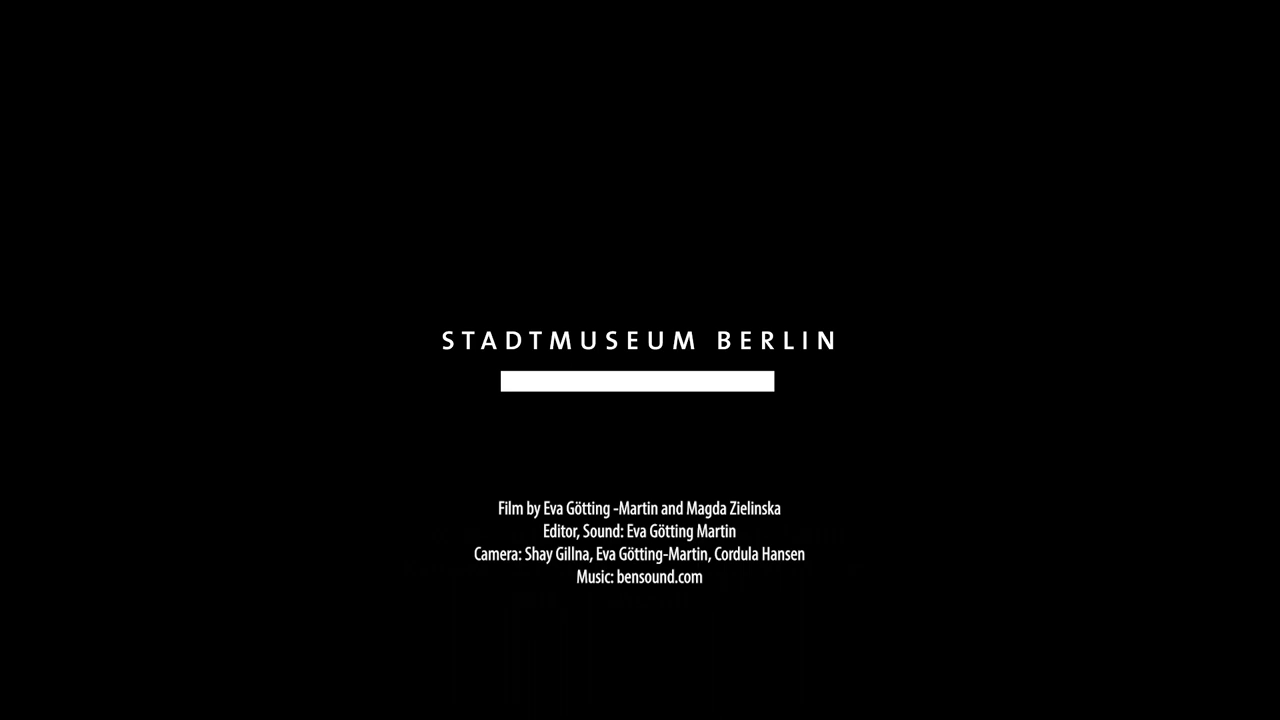 STADTMUSEUM BERLIN
Film by Eva Götting -Martin and Magda Zielinska
Editor, Sound: Eva Götting Martin
Camera: Shay Gillna, Eva Götting-Martin, Cordula Hansen
Music: bensound.com